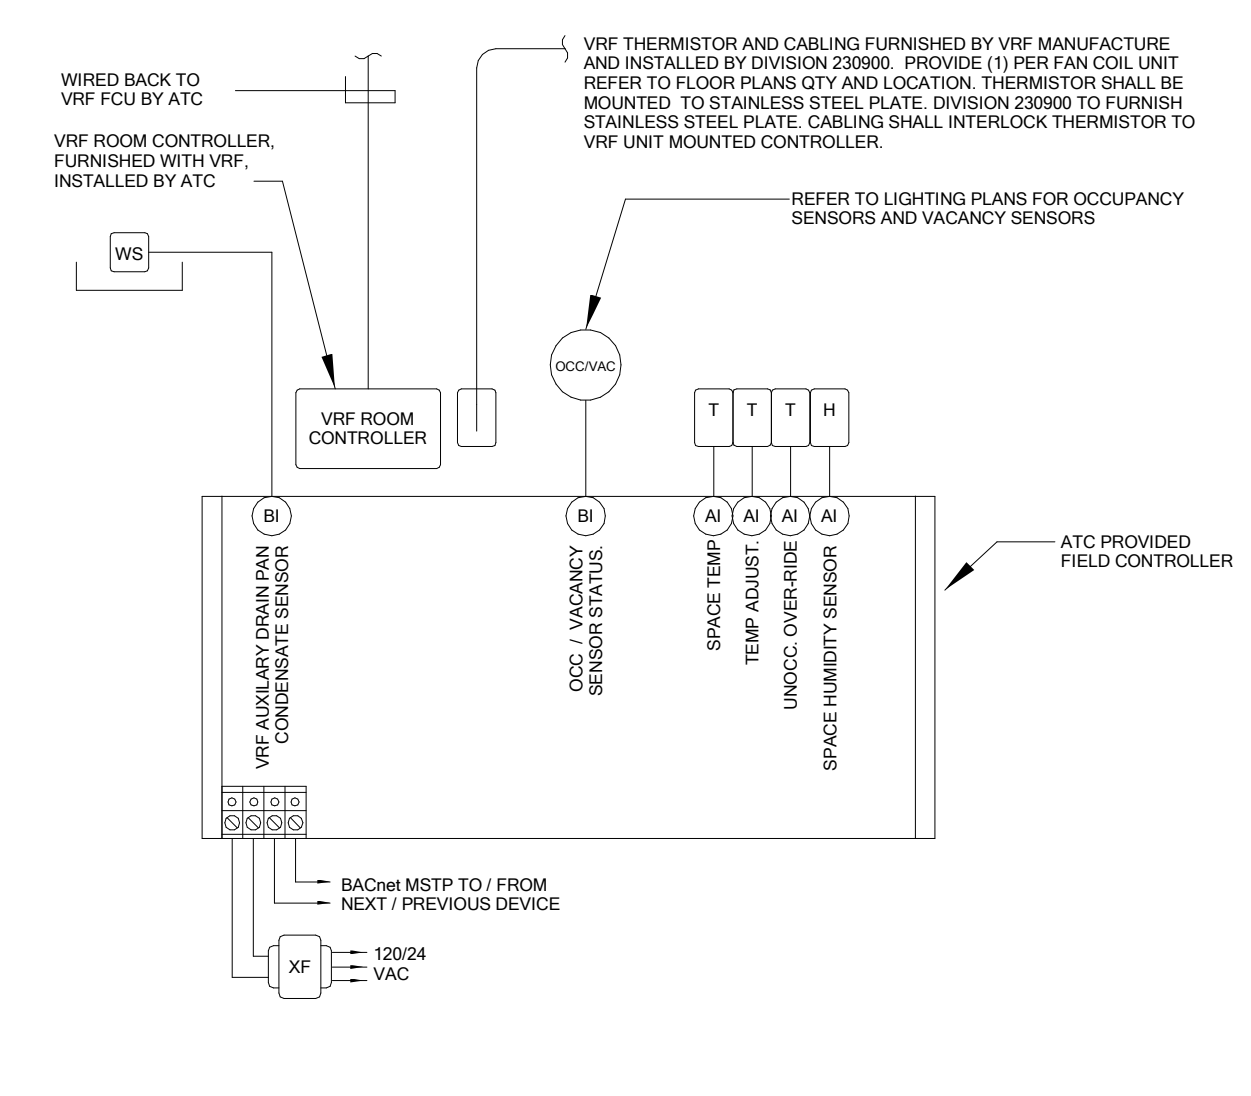 VRF THERMISTOR AND CABLING FURNISHED BY VRF MANUFACTURE
AND INSTALLED BY DIVISION 230900. PROVIDE (1) PER FAN COIL UNIT
REFER TO FLOOR PLANS QTY AND LOCATION. THERMISTOR SHALL BE
MOUNTED TO STAINLESS STEEL PLATE. DIVISION 230900 TO FURNISH
STAINLESS STEEL PLATE. CABLING SHALL INTERLOCK THERMISTOR TO
VRF UNIT MOUNTED CONTROLLER.
WIRED BACK TO
VRF FCU BY ATC
VRF ROOM CONTROLLER,
FURNISHED WITH VRF,
INSTALLED BY ATC
REFER TO LIGHTING PLANS FOR OCCUPANCY
SENSORS AND VACANCY SENSORS
WS
OCC/VAC
VRF ROOM
CONTROLLER
T
T
T
H
BI
BI
AI
AI
AI
AI
VRF AUXILARY DRAIN PAN
CONDENSATE SENSOR
OCC / VACANCY
SENSOR STATUS.
SPACE TEMP
TEMP ADJUST.
UNOCC. OVER-RIDE
SPACE HUMIDITY SENSOR
ATC PROVIDED
FIELD CONTROLLER
BACnet MSTP TO / FROM
NEXT / PREVIOUS DEVICE
XF
120/24
VAC